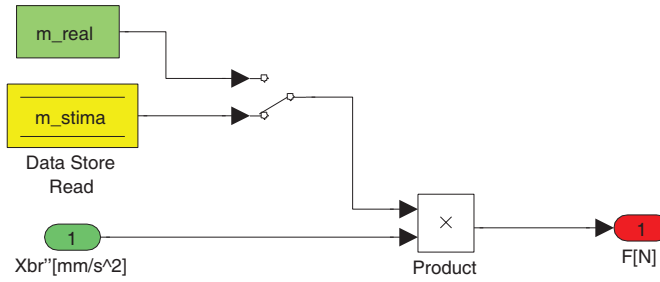 m_real
m_stima
Data Store
Read
1
Xbr''[mm/s^2]
×
Product
1
F[N]